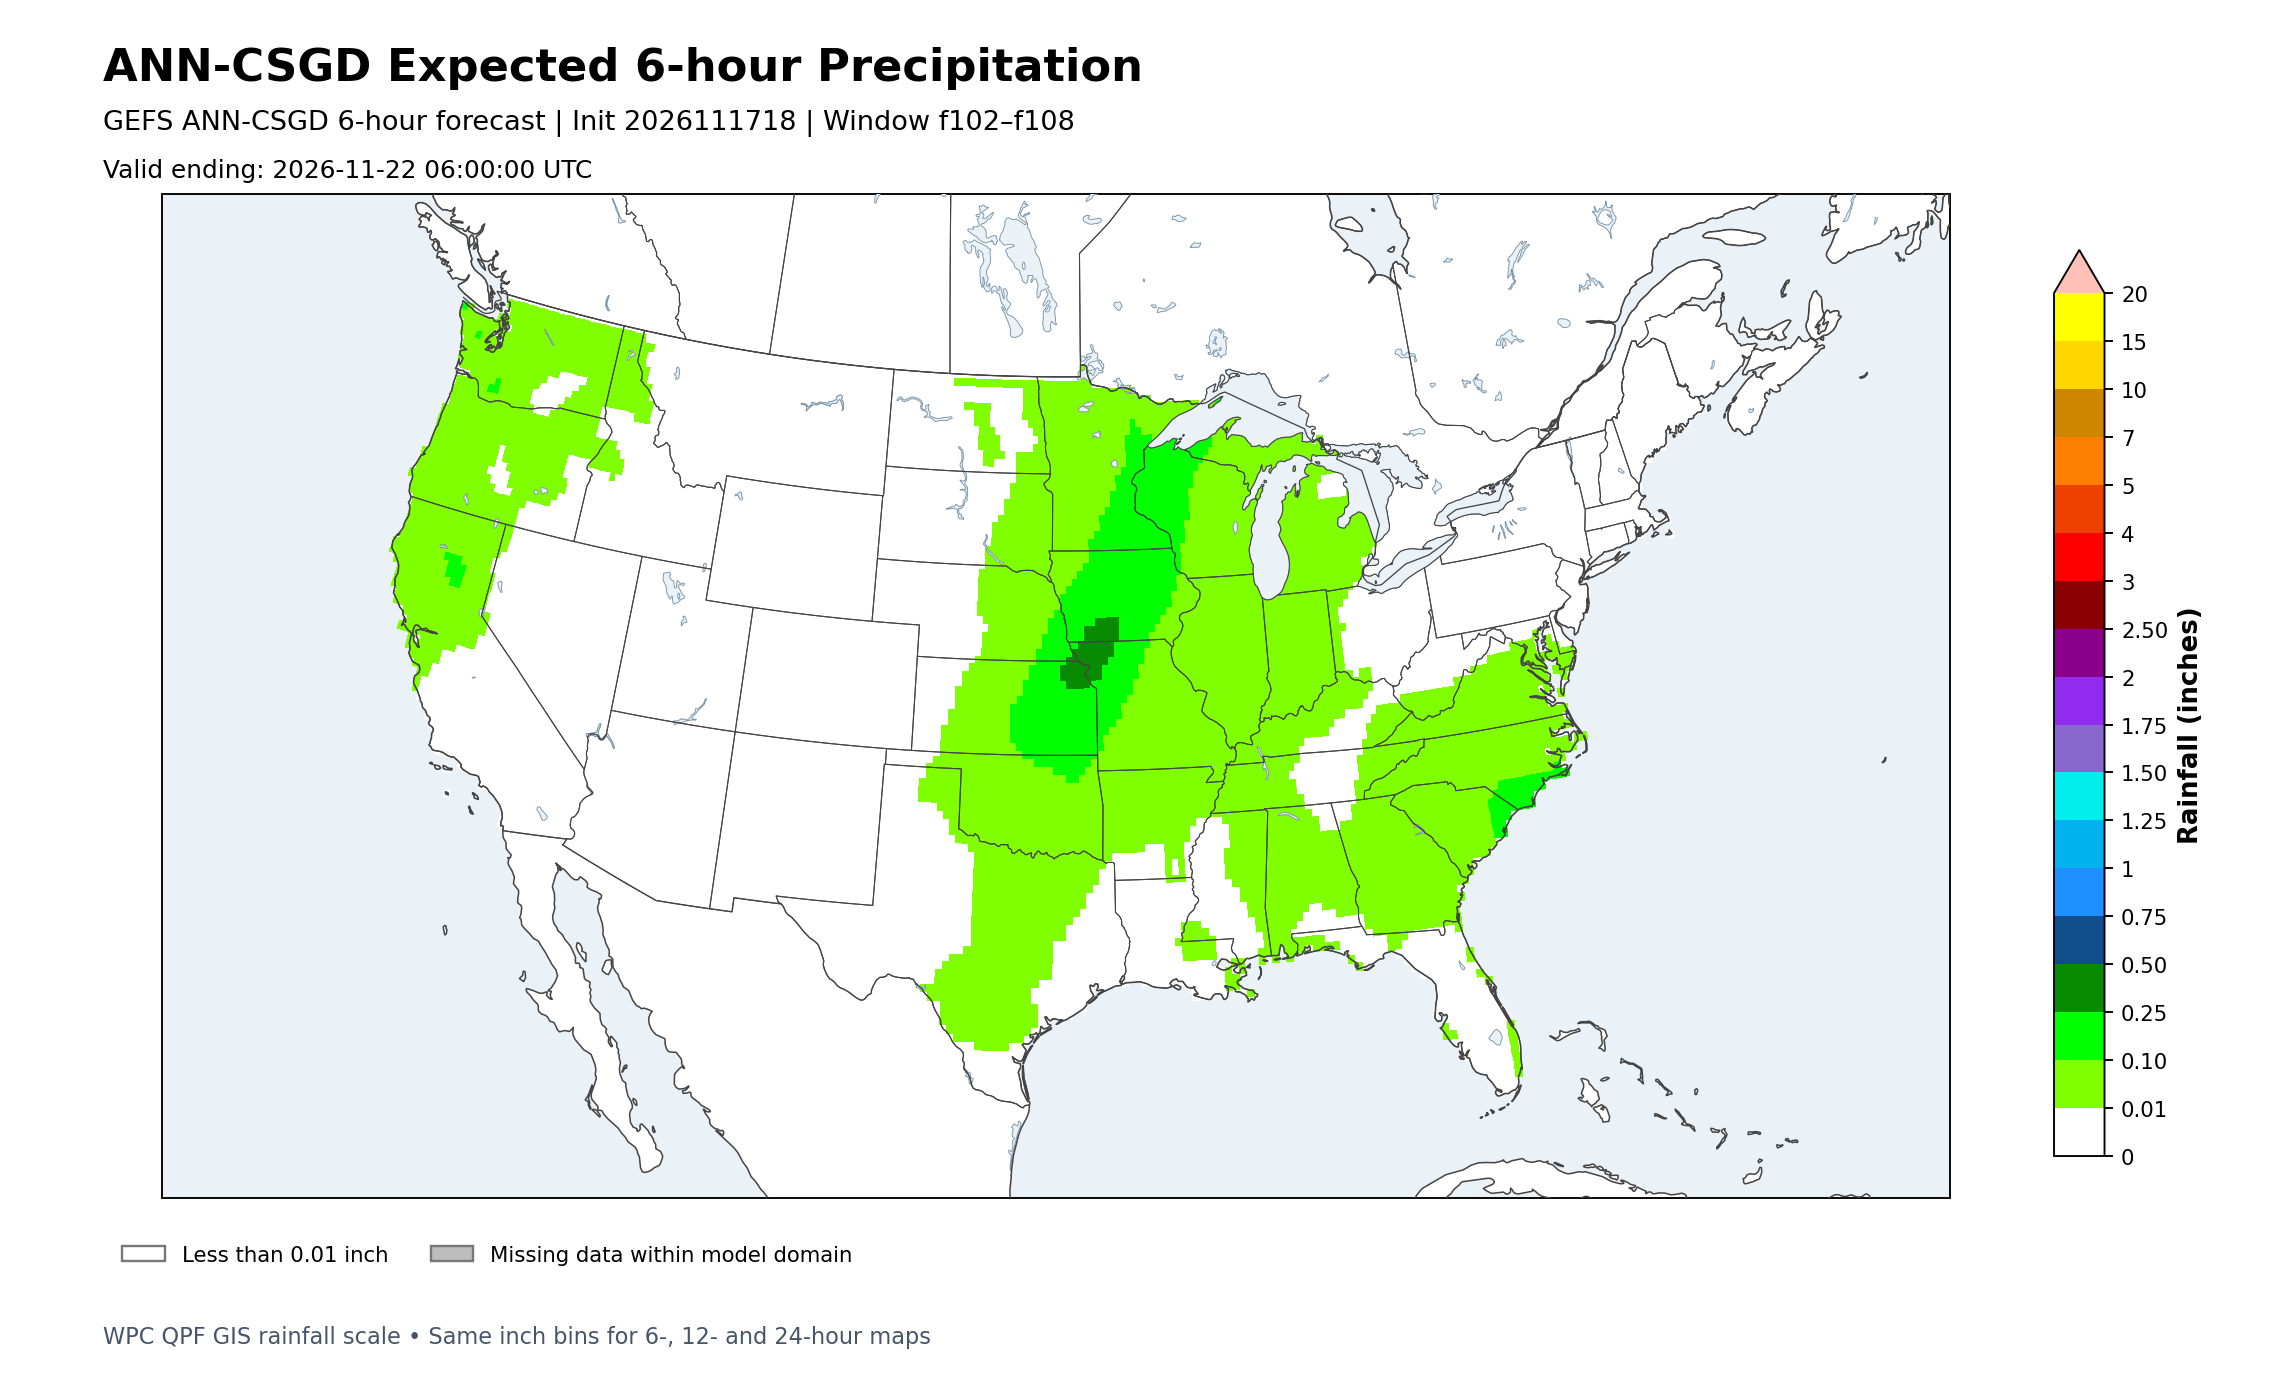 ANN-CSGD Expected 6-hour Precipitation
GEFS ANN-CSGD 6-hour forecast | Init 2026111718 | Window f102–f108
Valid ending: 2026-11-22 06:00:00 UTC
20
15
10
7
5
4
3
2.50
2
1.75
1.50
1.25
1
0.75
0.50
0.25
0.10
0.01
0
Rainfall (inches)
Less than 0.01 inch
Missing data within model domain
WPC QPF GIS rainfall scale • Same inch bins for 6-, 12- and 24-hour maps